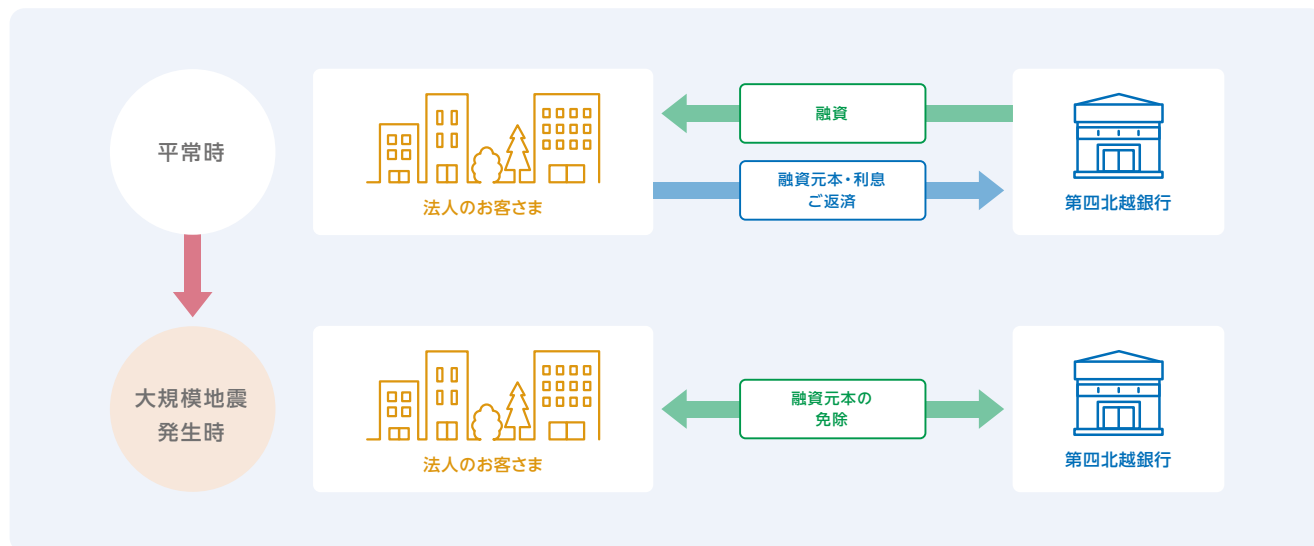 平常時
法人のお客さま
融資
融資元本・利息
ご返済
第四北越銀行
大規模地震
発生時
法人のお客さま
融資元本の
免除
第四北越銀行